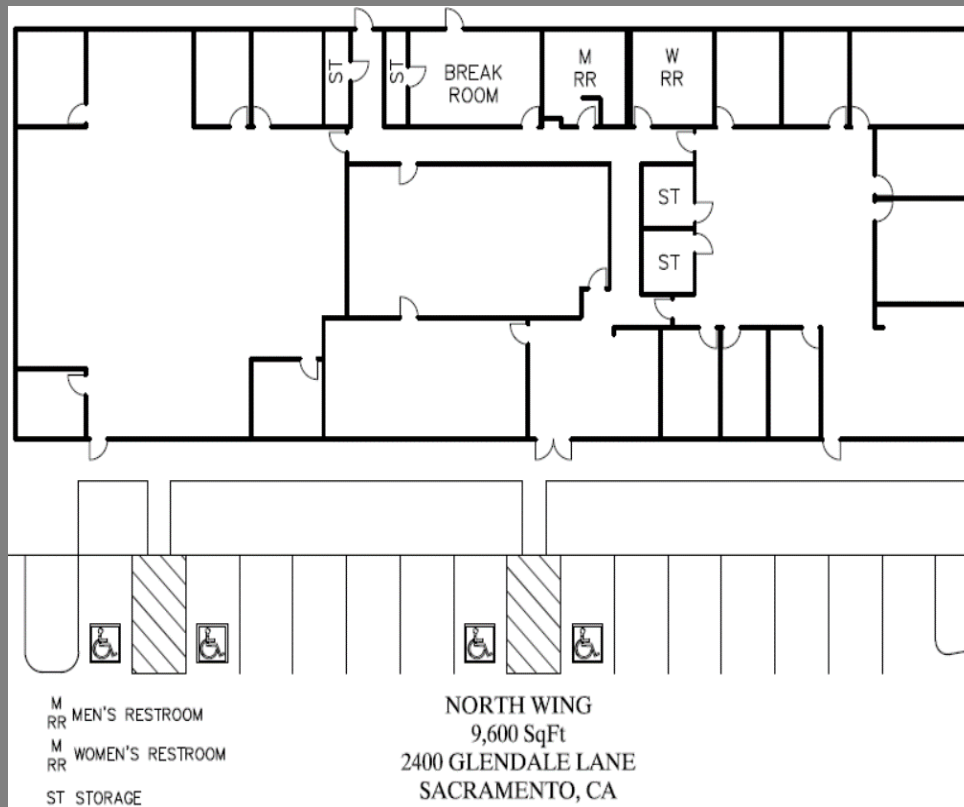 ST
ST
BREAK
ROOM
M
RR
W
RR
ST
ST
M
RR MEN'S RESTROOM
M
RR WOMEN'S RESTROOM
ST STORAGE
NORTH WING
9,600 SqFt
2400 GLENDALE LANE
SACRAMENTO, CA